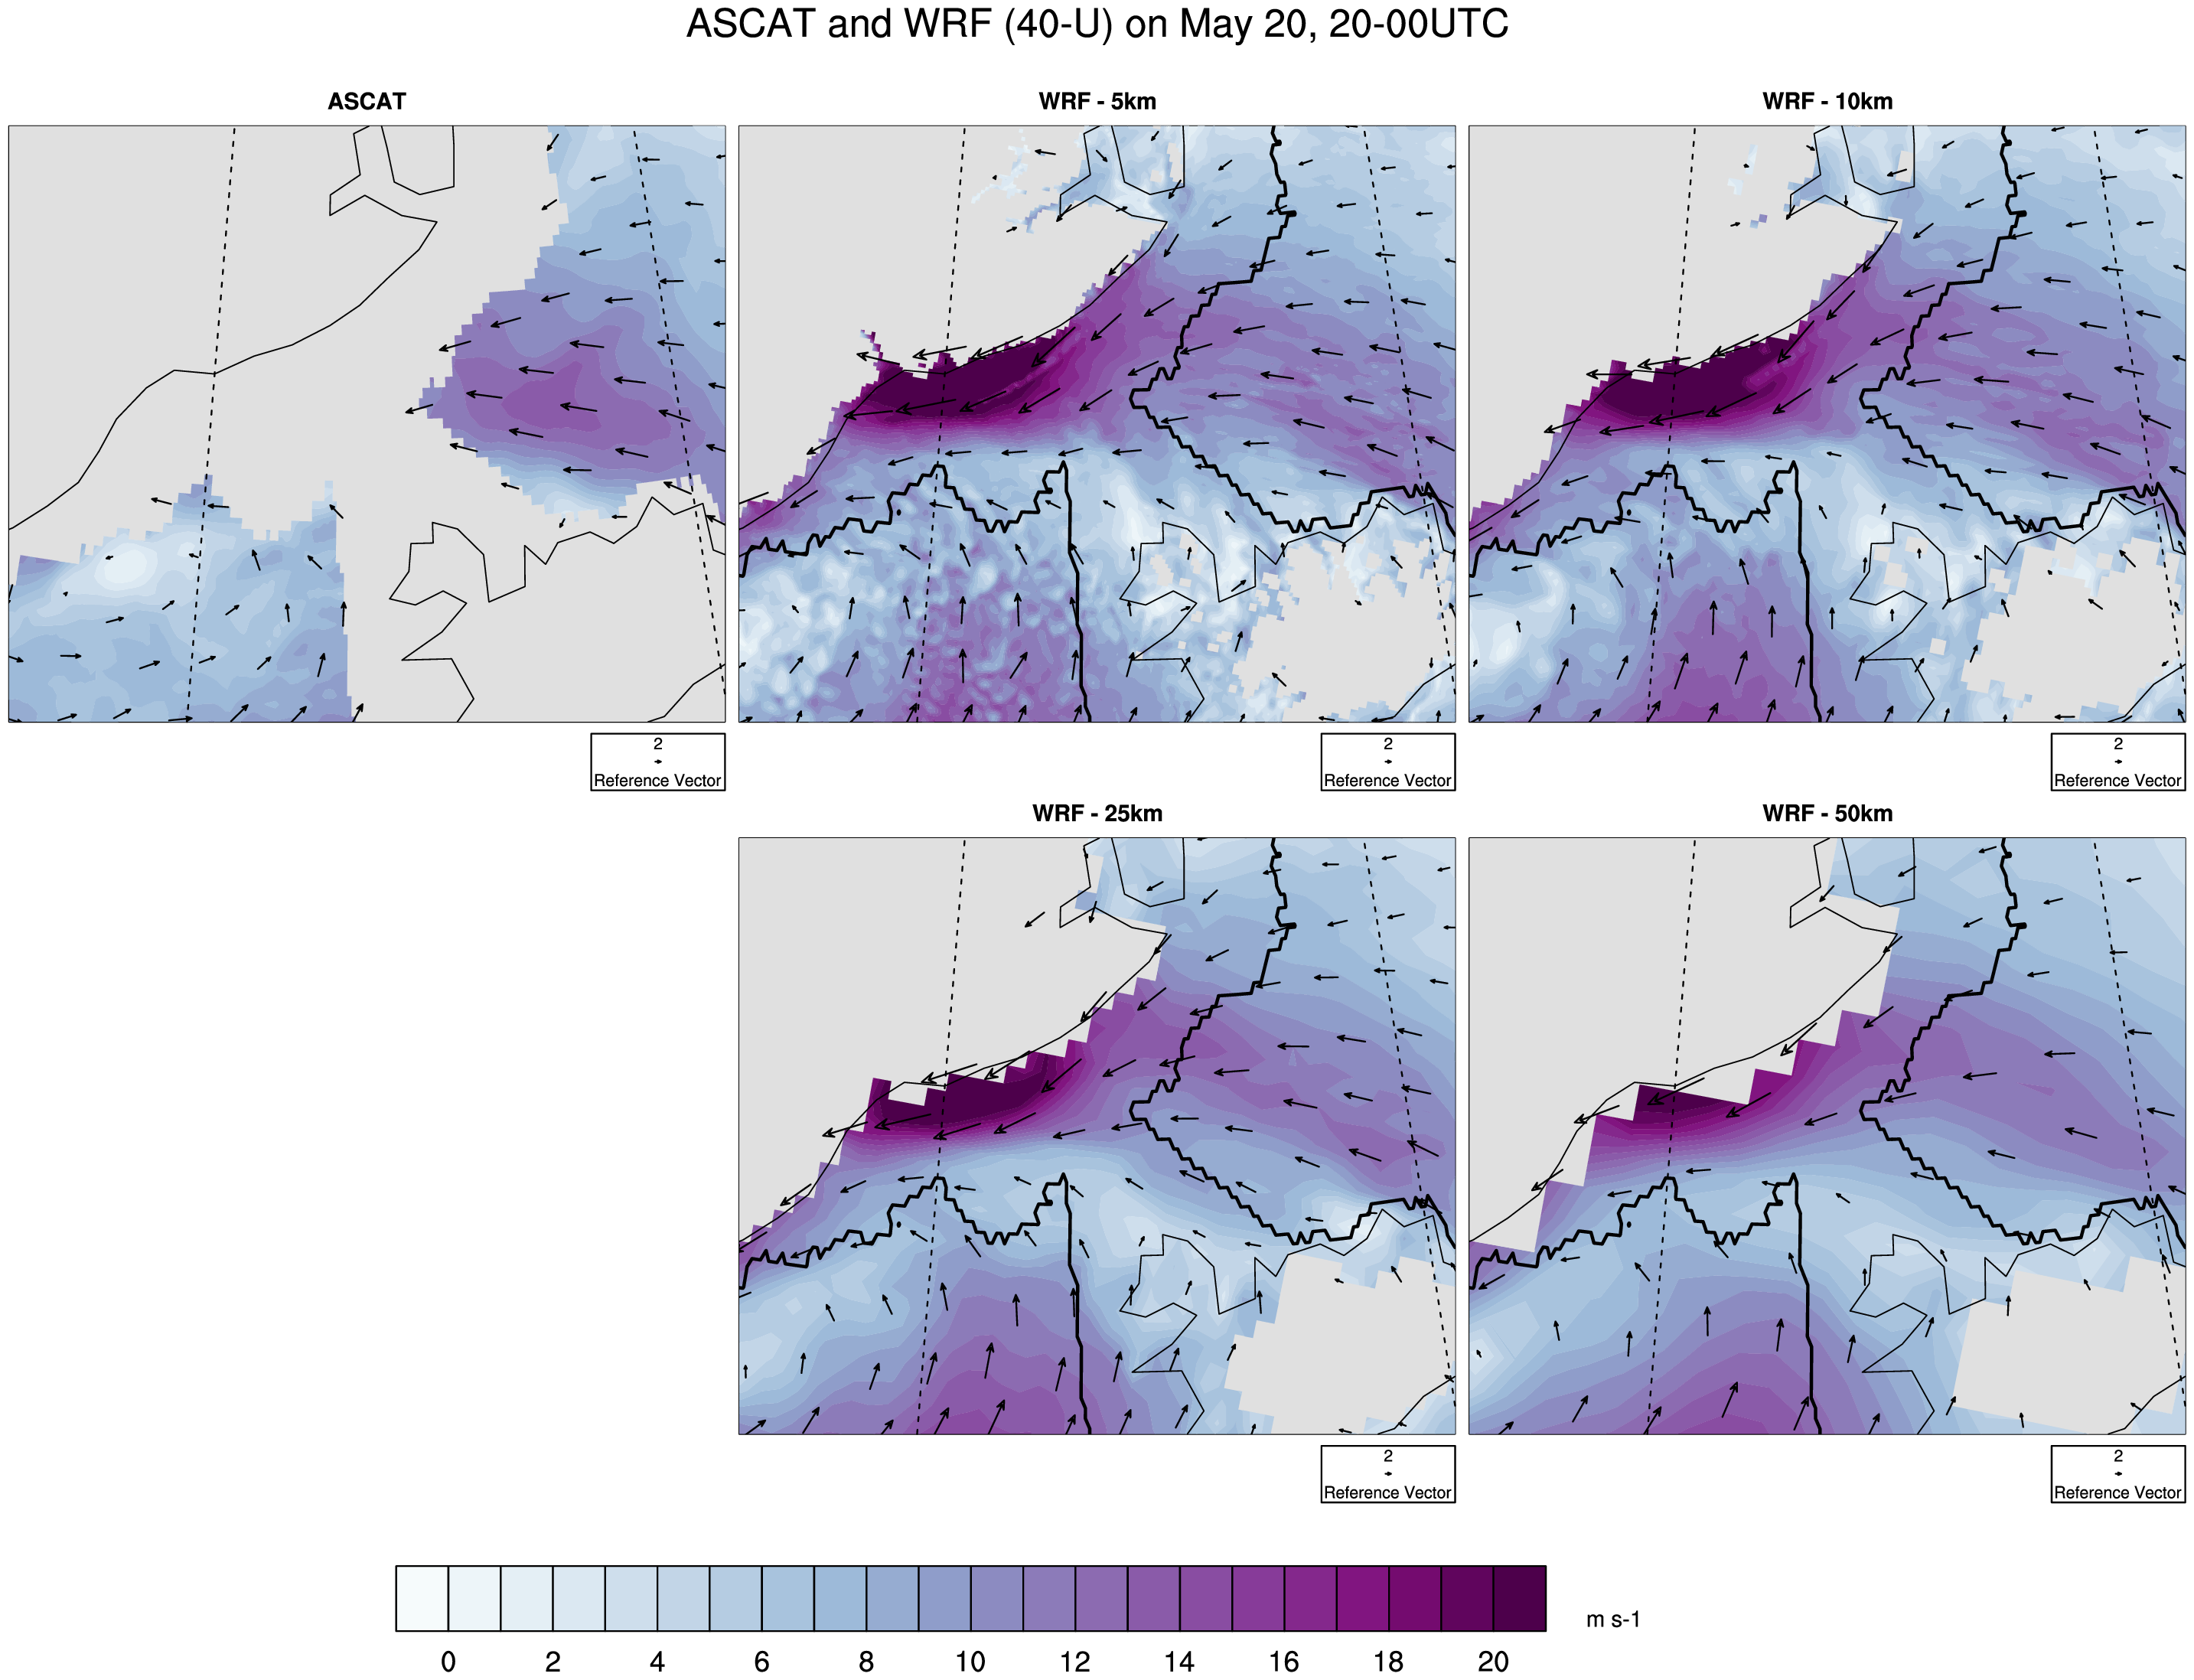 ASCAT and WRF (40-U) on May 20, 20-00UTC
ASCAT
WRF - 5km
WRF - 10km
2
Reference Vector
2
Reference Vector
2
Reference Vector
WRF - 25km
WRF - 50km
2
Reference Vector
2
Reference Vector
m s-1
0 2 4 6 8 10 12 14 16 18 20